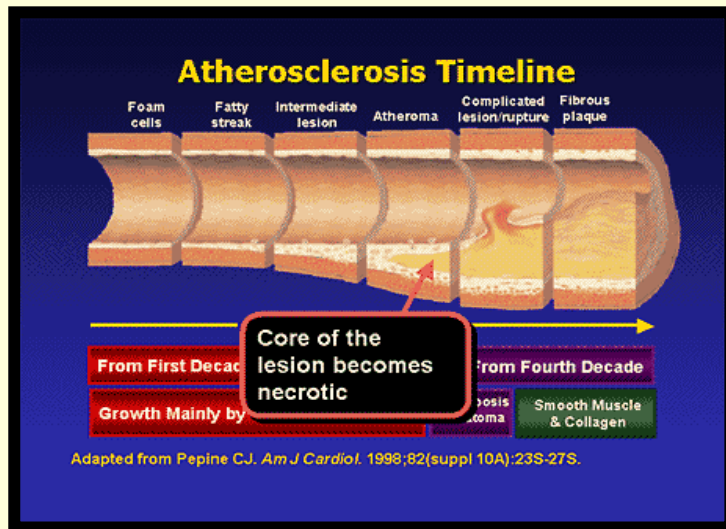 Atherosclerosis Timeline
Foam
cells
Fatty
streak
Intermediate
lesion
Atheroma
Complicated
lesion/rupture
Fibrous
plaque
Core of the
lesion becomes
necrotic
From First Decad
From Fourth Decade
Growth Mainly by
Smooth Muscle
& Collagen
Adapted from Pepine CJ. Am J Cardiol. 1998;82(suppl 10A):23S-27S.